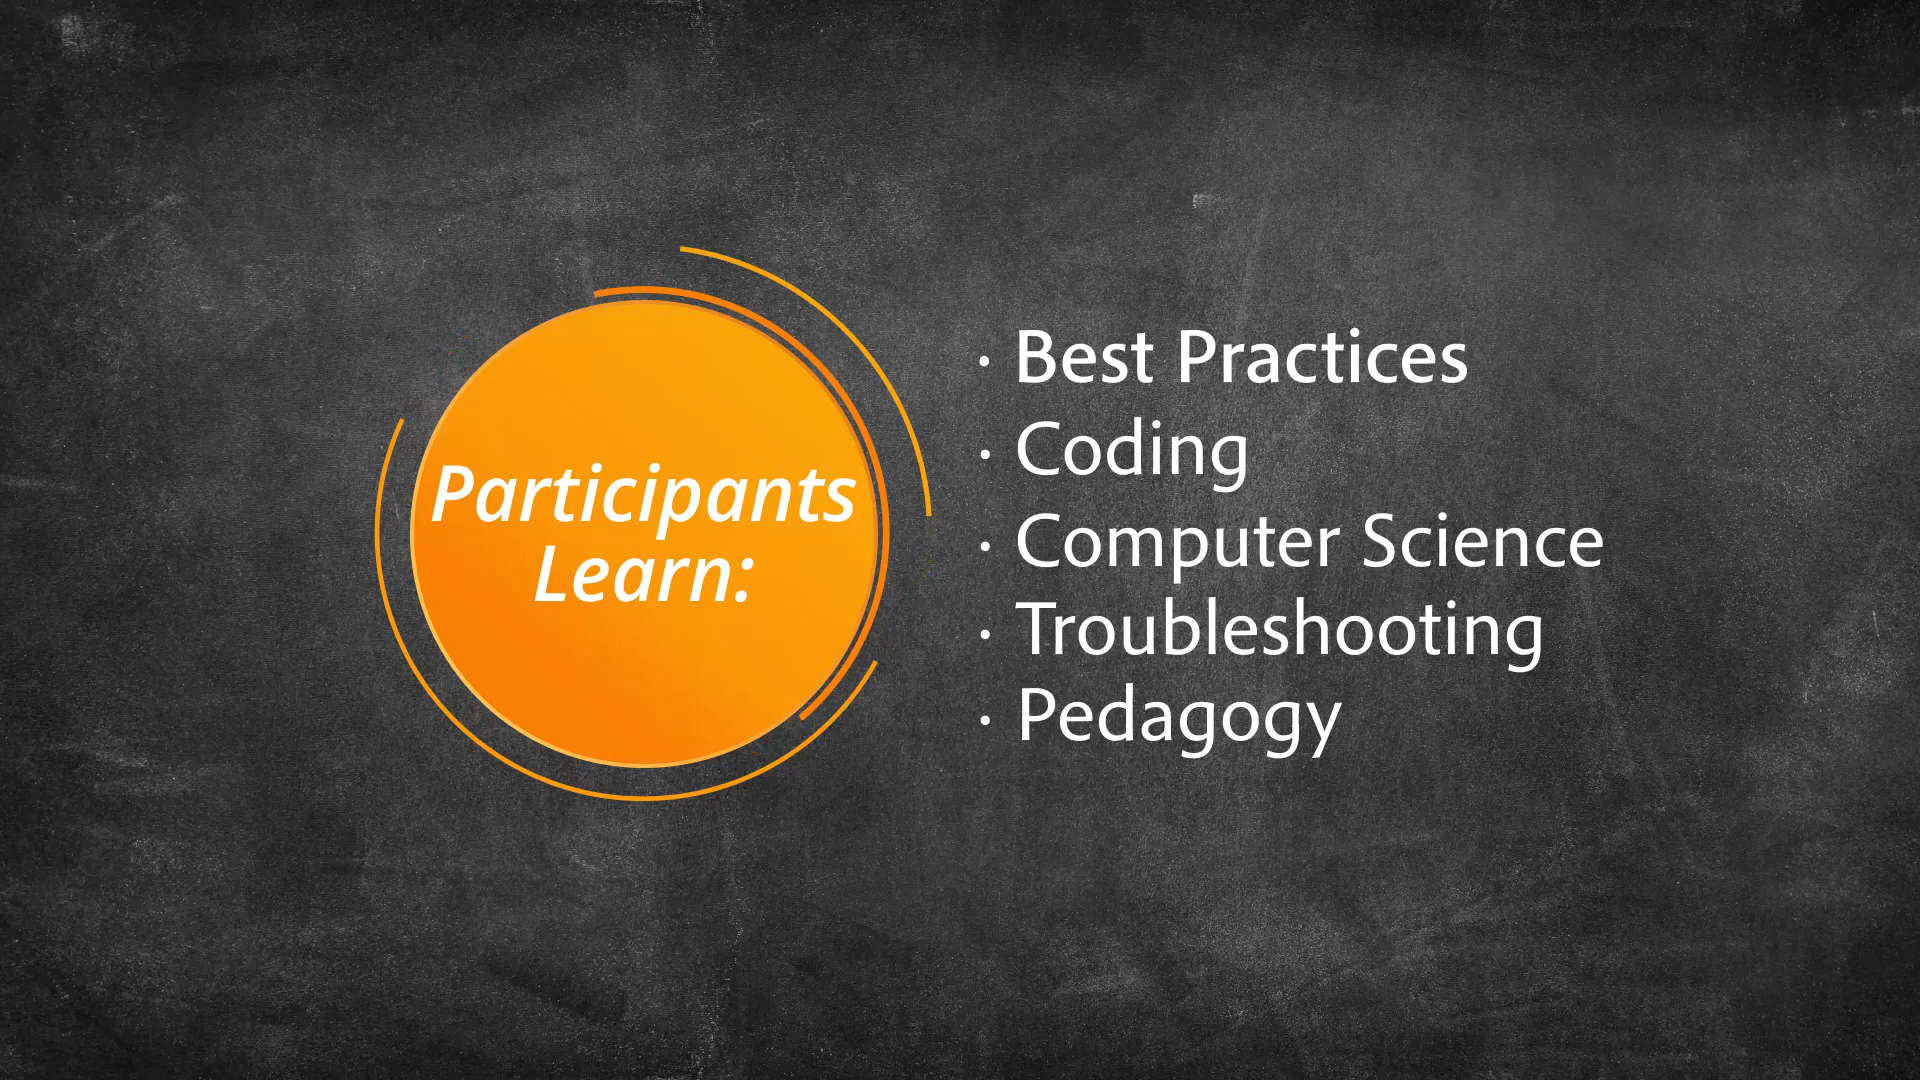 Participants
Learn:
· Best Practices
· Coding
· Computer Science
· Troubleshooting
· Pedagogy